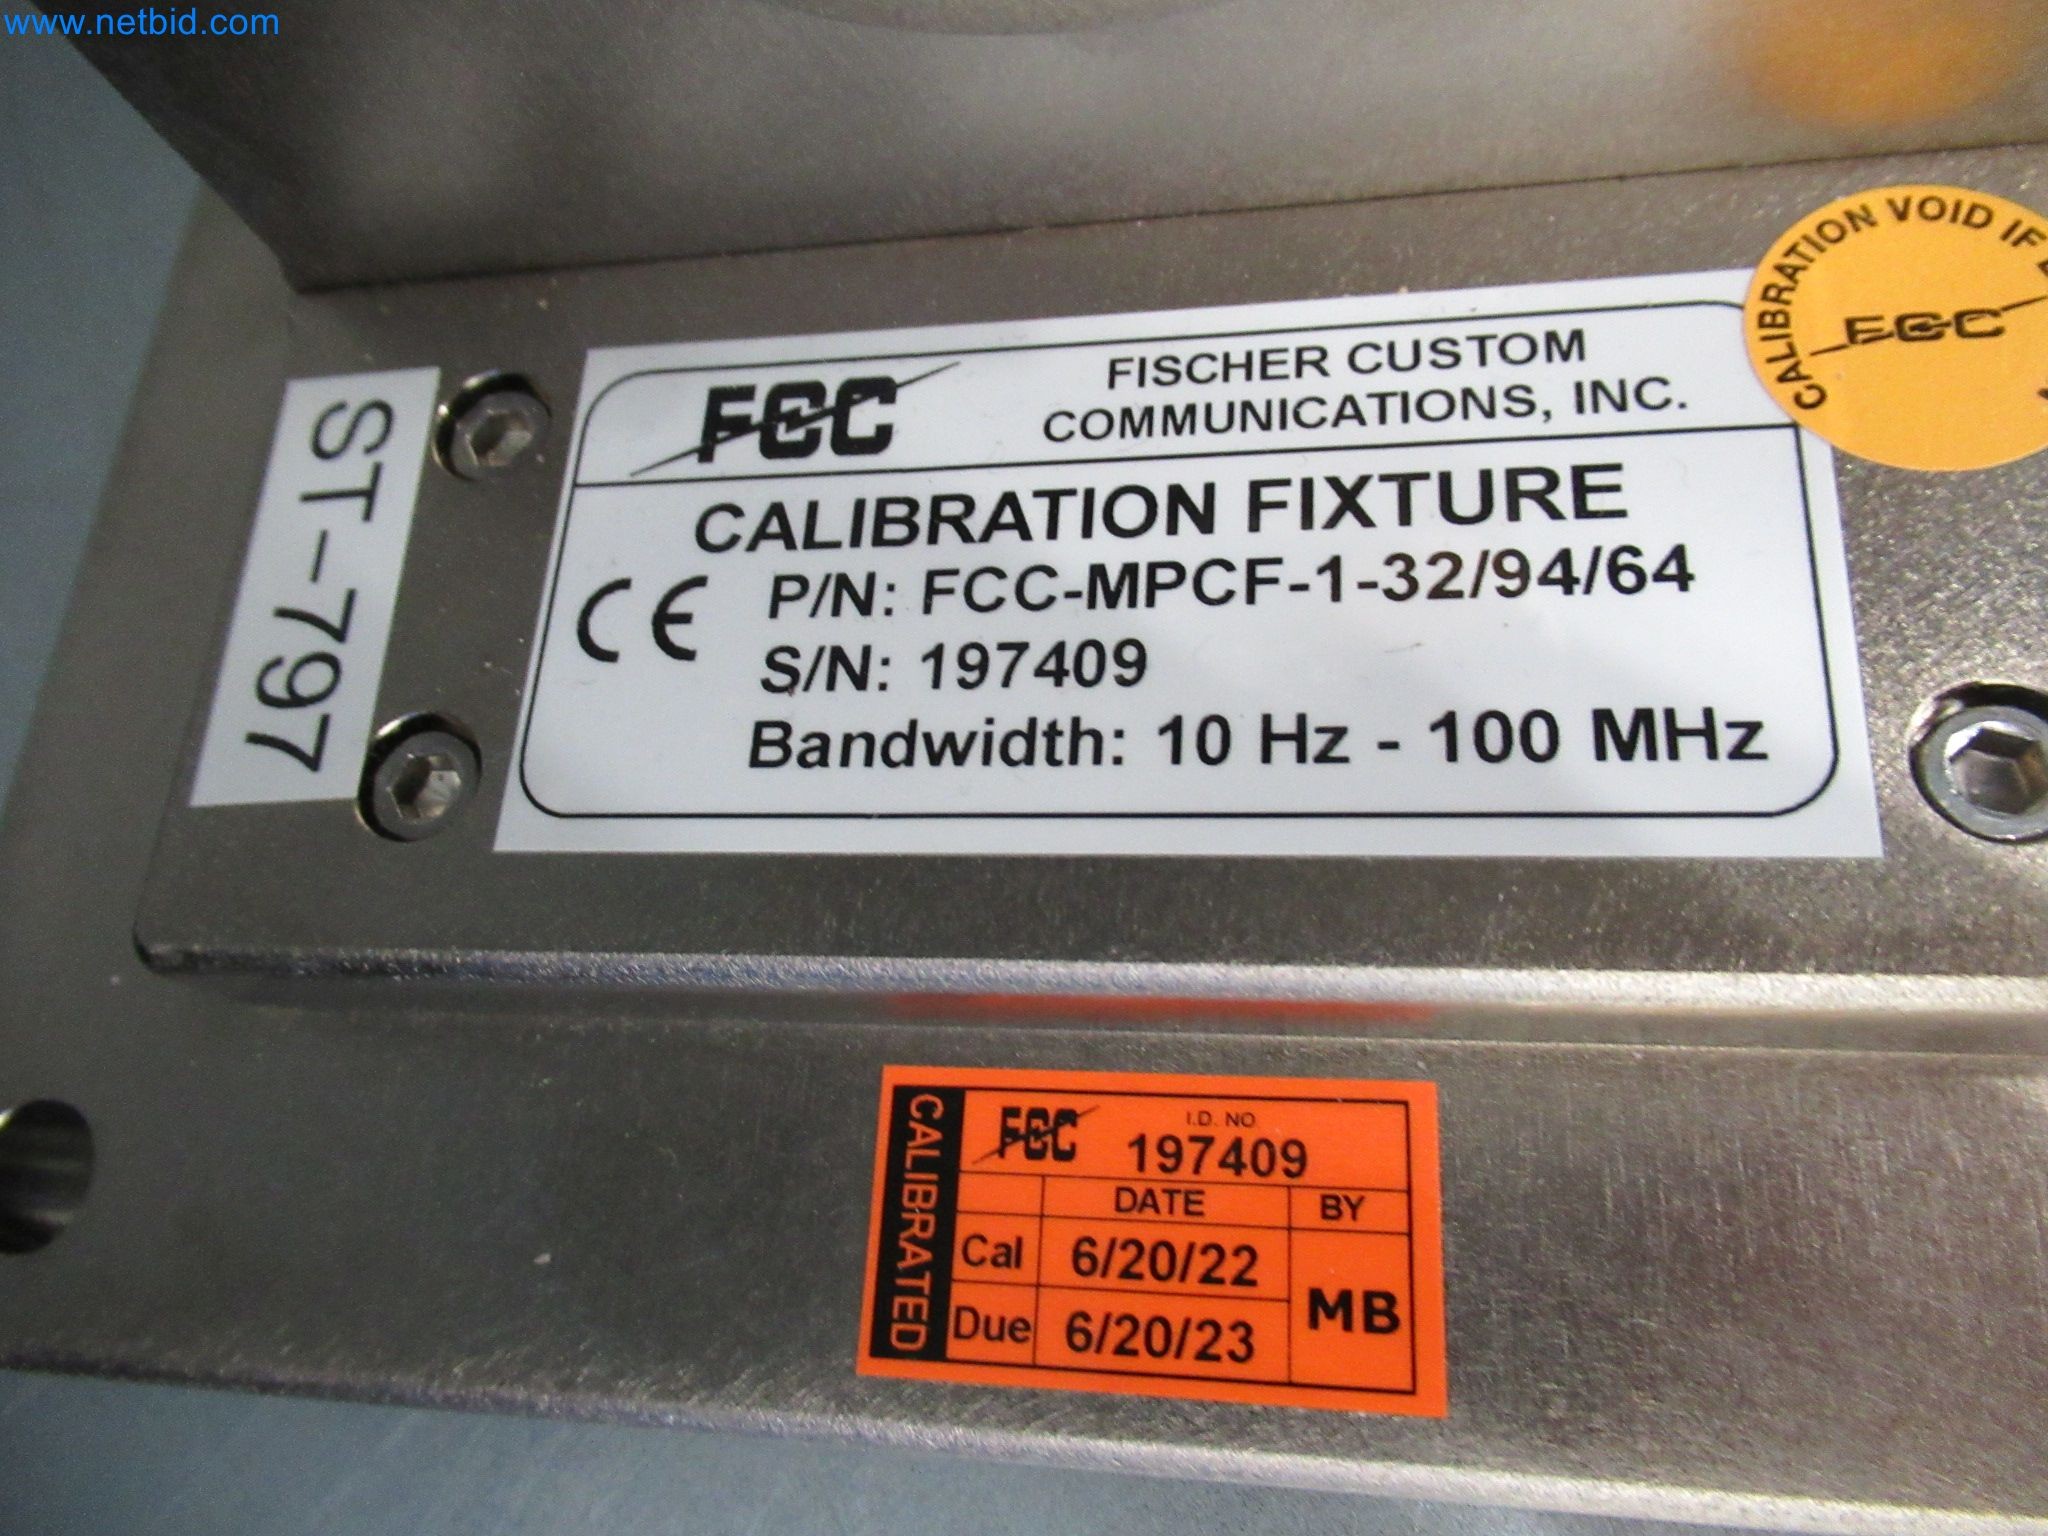 www.netbid.com
CALIBRATION VOID IF
FCC
ST-797
FCC
FISCHER CUSTOM
COMMUNICATIONS, INC.
CALIBRATION FIXTURE
CE
P/N: FCC-MPCF-1-32/94/64
S/N: 197409
Bandwidth: 10 Hz - 100 MHz
CALIBRATED
FCC
I.D. NO
197409
DATE BY
Cal 6/20/22
Due 6/20/23
MB